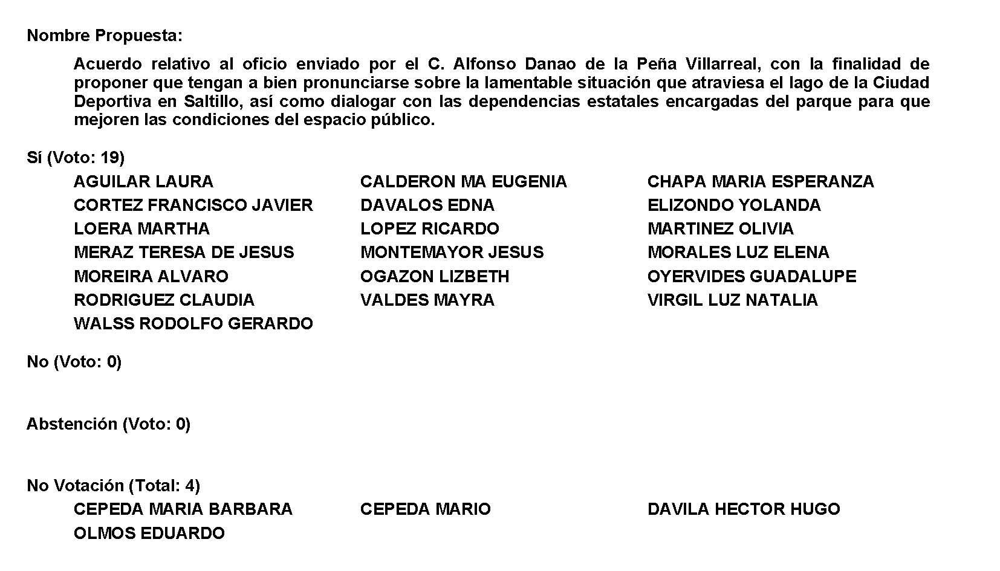 Nombre Propuesta:
Acuerdo relativo al oficio enviado por el C. Alfonso Danao de la Peña Villarreal, con la finalidad de
proponer que tengan a bien pronunciarse sobre la lamentable situación que atraviesa el lago de la Ciudad
Deportiva en Saltillo, así como dialogar con las dependencias estatales encargadas del parque para que
mejoren las condiciones del espacio público.
Sí (Voto: 19)
AGUILAR LAURA CALDERON MA EUGENIA CHAPA MARIA ESPERANZA
CORTEZ FRANCISCO JAVIER DAVALOS EDNA ELIZONDO YOLANDA
LOERA MARTHA LOPEZ RICARDO MARTINEZ OLIVIA
MERAZ TERESA DE JESUS MONTEMAYOR JESUS MORALES LUZ ELENA
MOREIRA ALVARO OGAZON LIZBETH OYERVIDES GUADALUPE
RODRIGUEZ CLAUDIA VALDES MAYRA VIRGIL LUZ NATALIA
WALSS RODOLFO GERARDO
No (Voto: 0)
Abstención (Voto: 0)
No Votación (Total: 4)
CEPEDA MARIA BARBARA CEPEDA MARIO DAVILA HECTOR HUGO
OLMOS EDUARDO